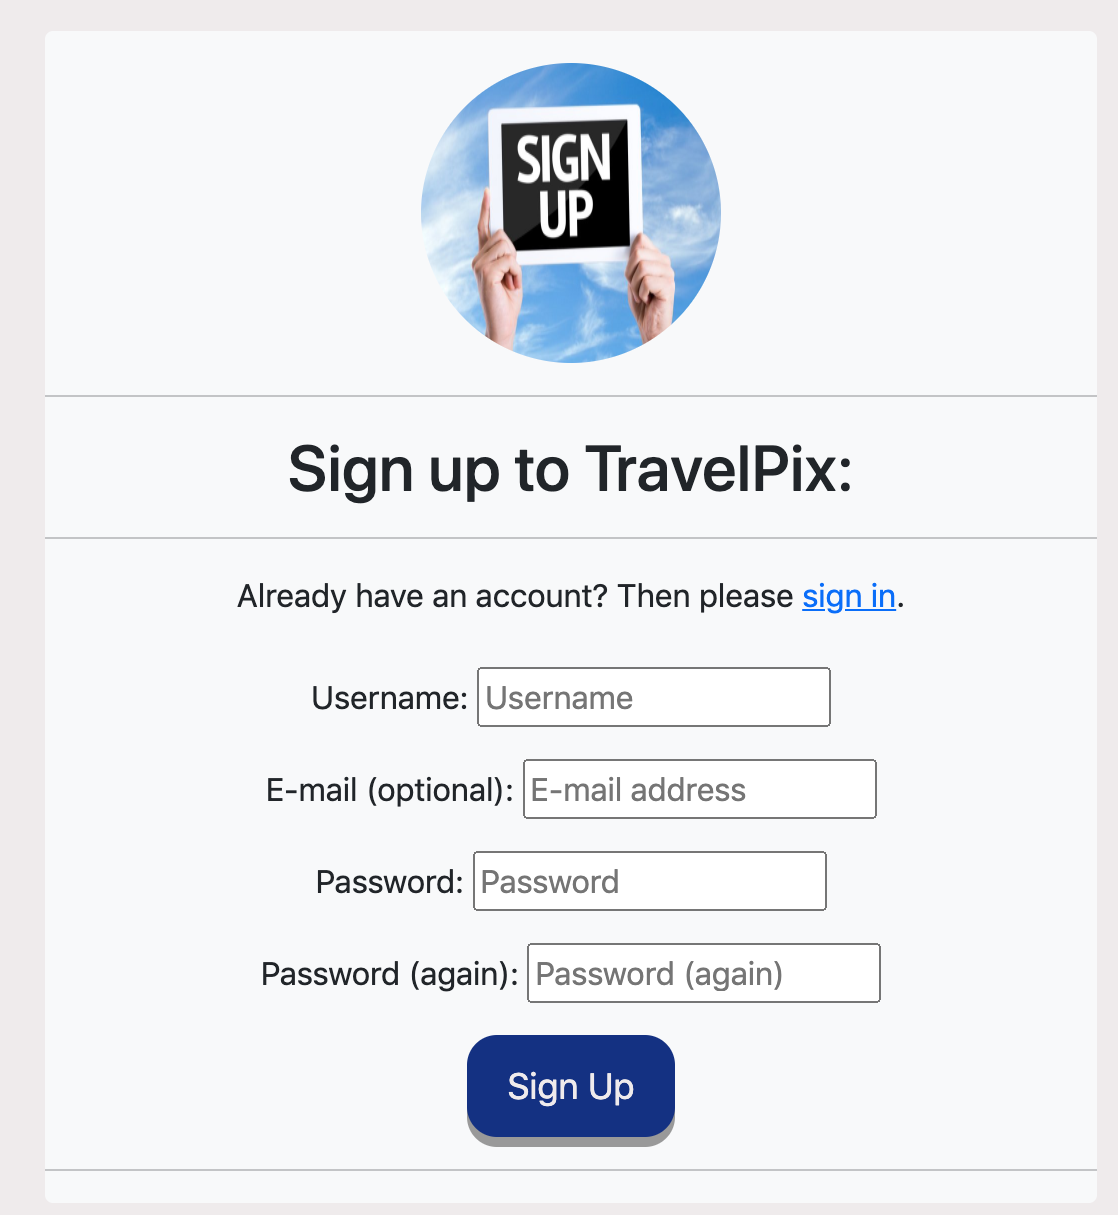 SIGN
UP
Sign up to TravelPix:
Already have an account? Then please sign in.
Username: Username
E-mail (optional): E-mail address
Password: Password
Password (again): Password (again)
Sign Up